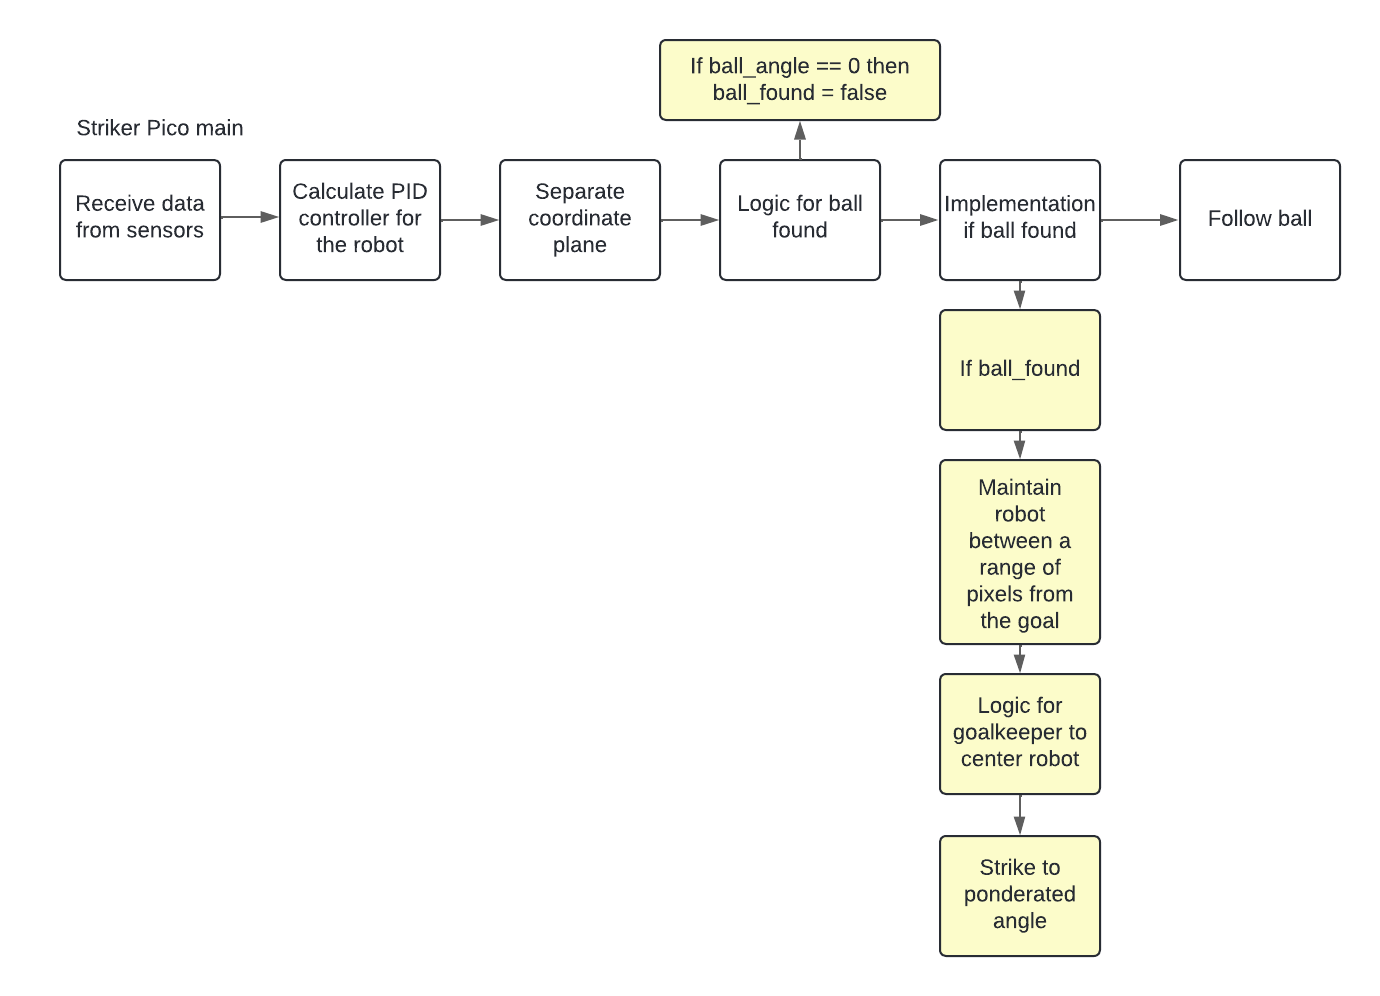 If ball_angle == 0 then
ball_found = false
Striker Pico main
Receive data
from sensors
Calculate PID
controller for
the robot
Separate
coordinate
plane
Logic for ball
found
Implementation
if ball found
Follow ball
If ball_found
Maintain
robot
between a
range of
pixels from
the goal
Logic for
goalkeeper to
center robot
Strike to
ponderated
angle